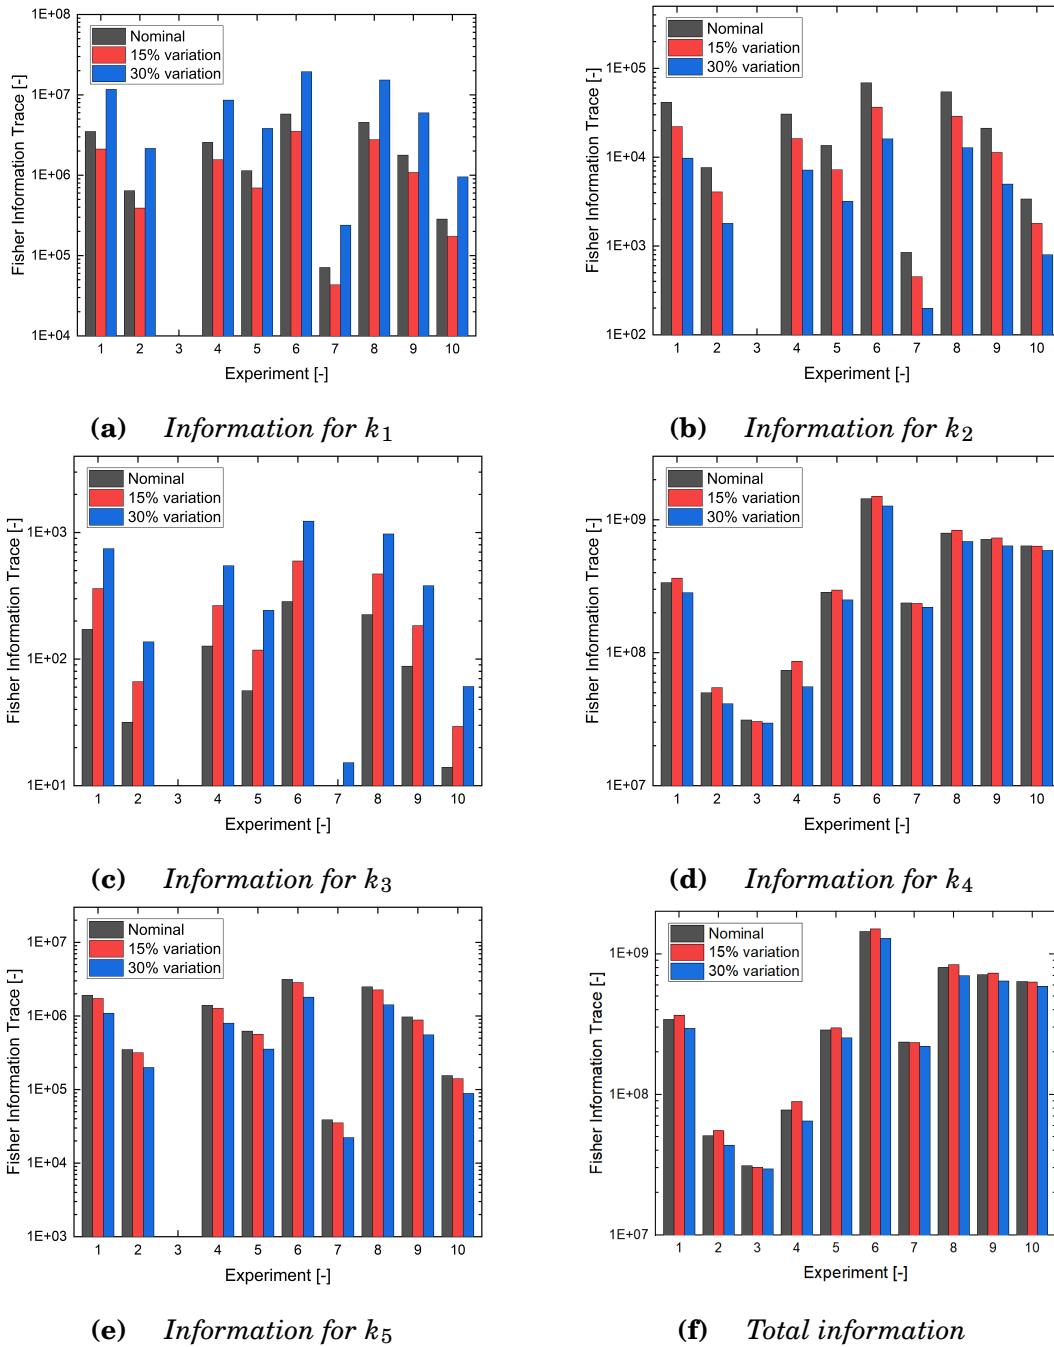 1E+08
1E+07
1E+06
1E+05
1E+04
Fisher Information Trace [-]
Nominal
15% variation
30% variation
1 2 3 4 5 6 7 8 9 10
Experiment [-]
(a) Information for k1
1E+05
1E+04
1E+03
1E+02
Fisher Information Trace [-]
Nominal
15% variation
30% variation
1 2 3 4 5 6 7 8 9 10
Experiment [-]
(b) Information for k2
1E+03
1E+02
1E+01
Fisher Information Trace [-]
Nominal
15% variation
30% variation
1 2 3 4 5 6 7 8 9 10
Experiment [-]
(c) Information for k3
1E+09
1E+08
1E+07
Fisher Information Trace [-]
Nominal
15% variation
30% variation
1 2 3 4 5 6 7 8 9 10
Experiment [-]
(d) Information for k4
1E+07
1E+06
1E+05
1E+04
1E+03
Fisher Information Trace [-]
Nominal
15% variation
30% variation
1 2 3 4 5 6 7 8 9 10
Experiment [-]
(e) Information for k5
1E+09
1E+08
1E+07
Fisher Information Trace [-]
Nominal
15% variation
30% variation
1 2 3 4 5 6 7 8 9 10
Experiment [-]
(f) Total information